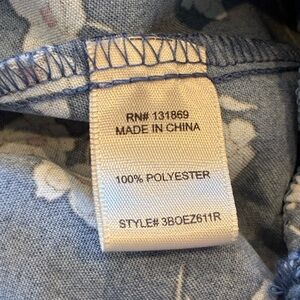 RN# 131869
MADE IN CHINA
100% POLYESTER
STYLE# 3BOEZ611R